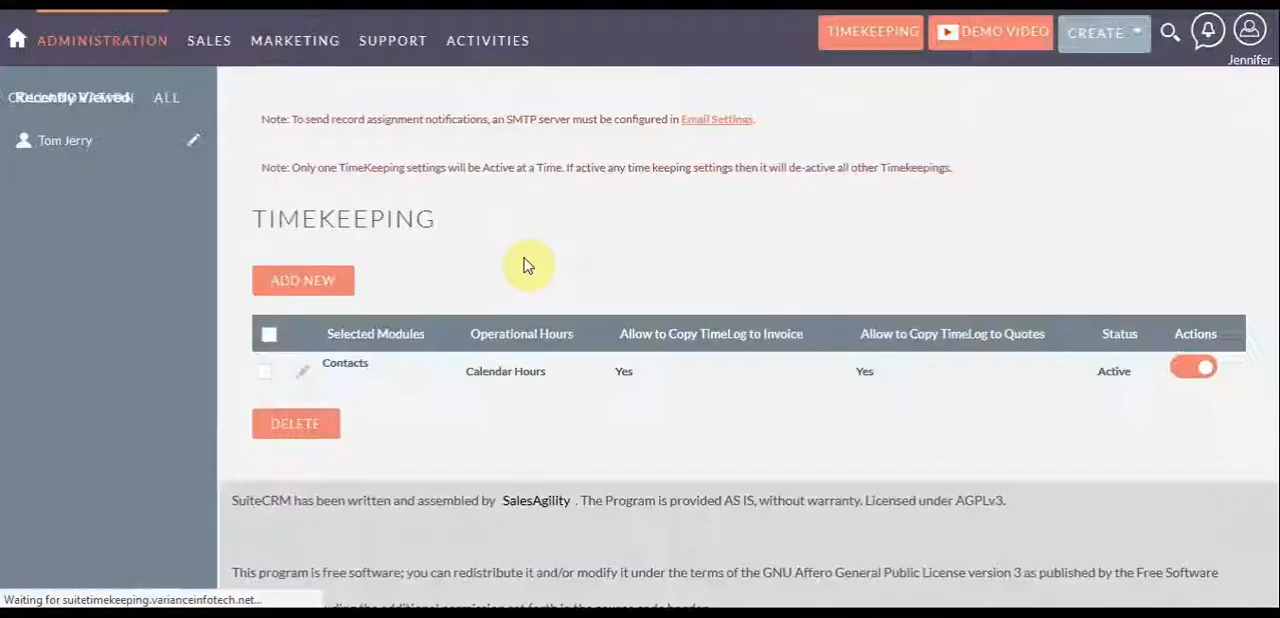 ADMINISTRATION SALES MARKETING SUPPORT ACTIVITIES TIMEKEEPING DEMO VIDEO CREATE
Jennifer
Recently Viewed ALL
Tom Jerry
Note: To send record assignment notifications, an SMTP server must be configured in Email Settings.
Note: Only one TimeKeeping settings will be Active at a Time. If active any time keeping settings then it will de-active all other Timekeepings.
TIMEKEEPING
ADD NEW
Selected Modules Operational Hours Allow to Copy TimeLog to Invoice Allow to Copy TimeLog to Quotes Status Actions
Contacts Calendar Hours Yes Yes Active
DELETE
SuiteCRM has been written and assembled by SalesAgility . The Program is provided AS IS, without warranty. Licensed under AGPLv3.
This program is free software; you can redistribute it and/or modify it under the terms of the GNU Affero General Public License version 3 as published by the Free Software
Waiting for suitetimekeeping.varianceinfotech.net...